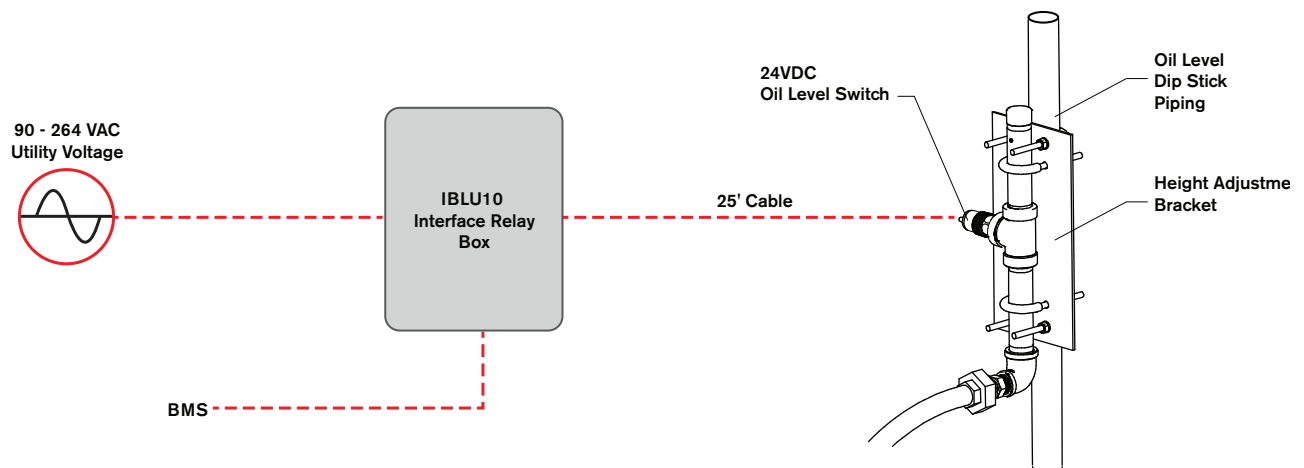 90 - 264 VAC
Utility Voltage
IBLU10
Interface Relay
Box
BMS
25' Cable
24VDC
Oil Level Switch
Oil Level
Dip Stick
Piping
Height Adjustme
Bracket